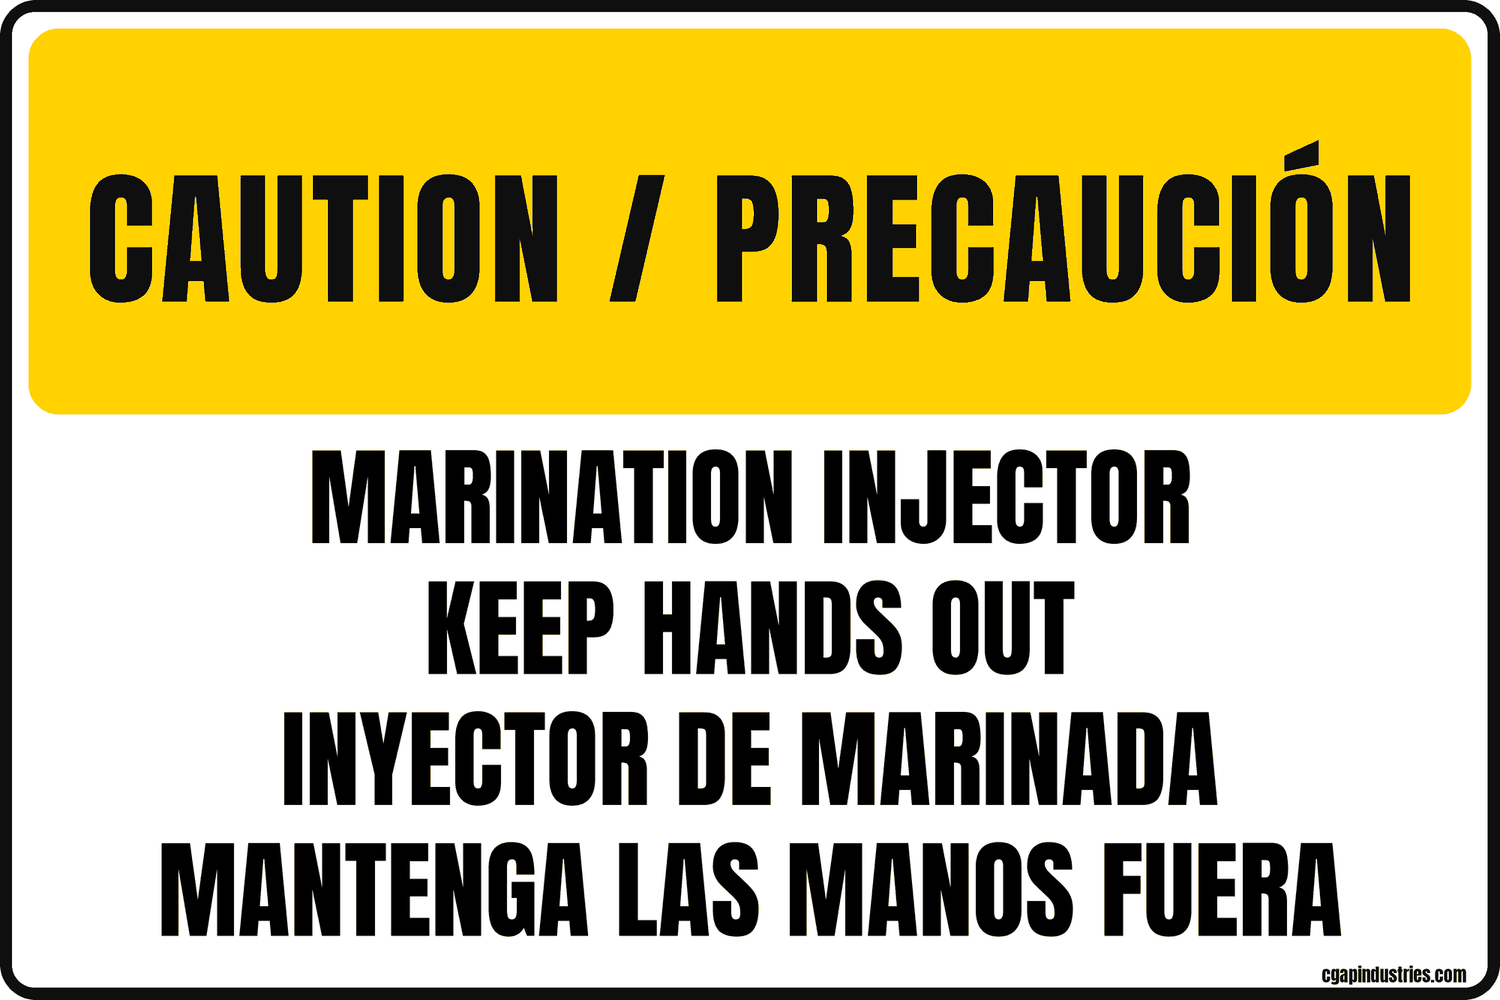 CAUTION / PRECAUCIÓN
MARINATION INJECTOR
KEEP HANDS OUT
INYECTOR DE MARINADA
MANTENGA LAS MANOS FUERA
cgapindustries.com